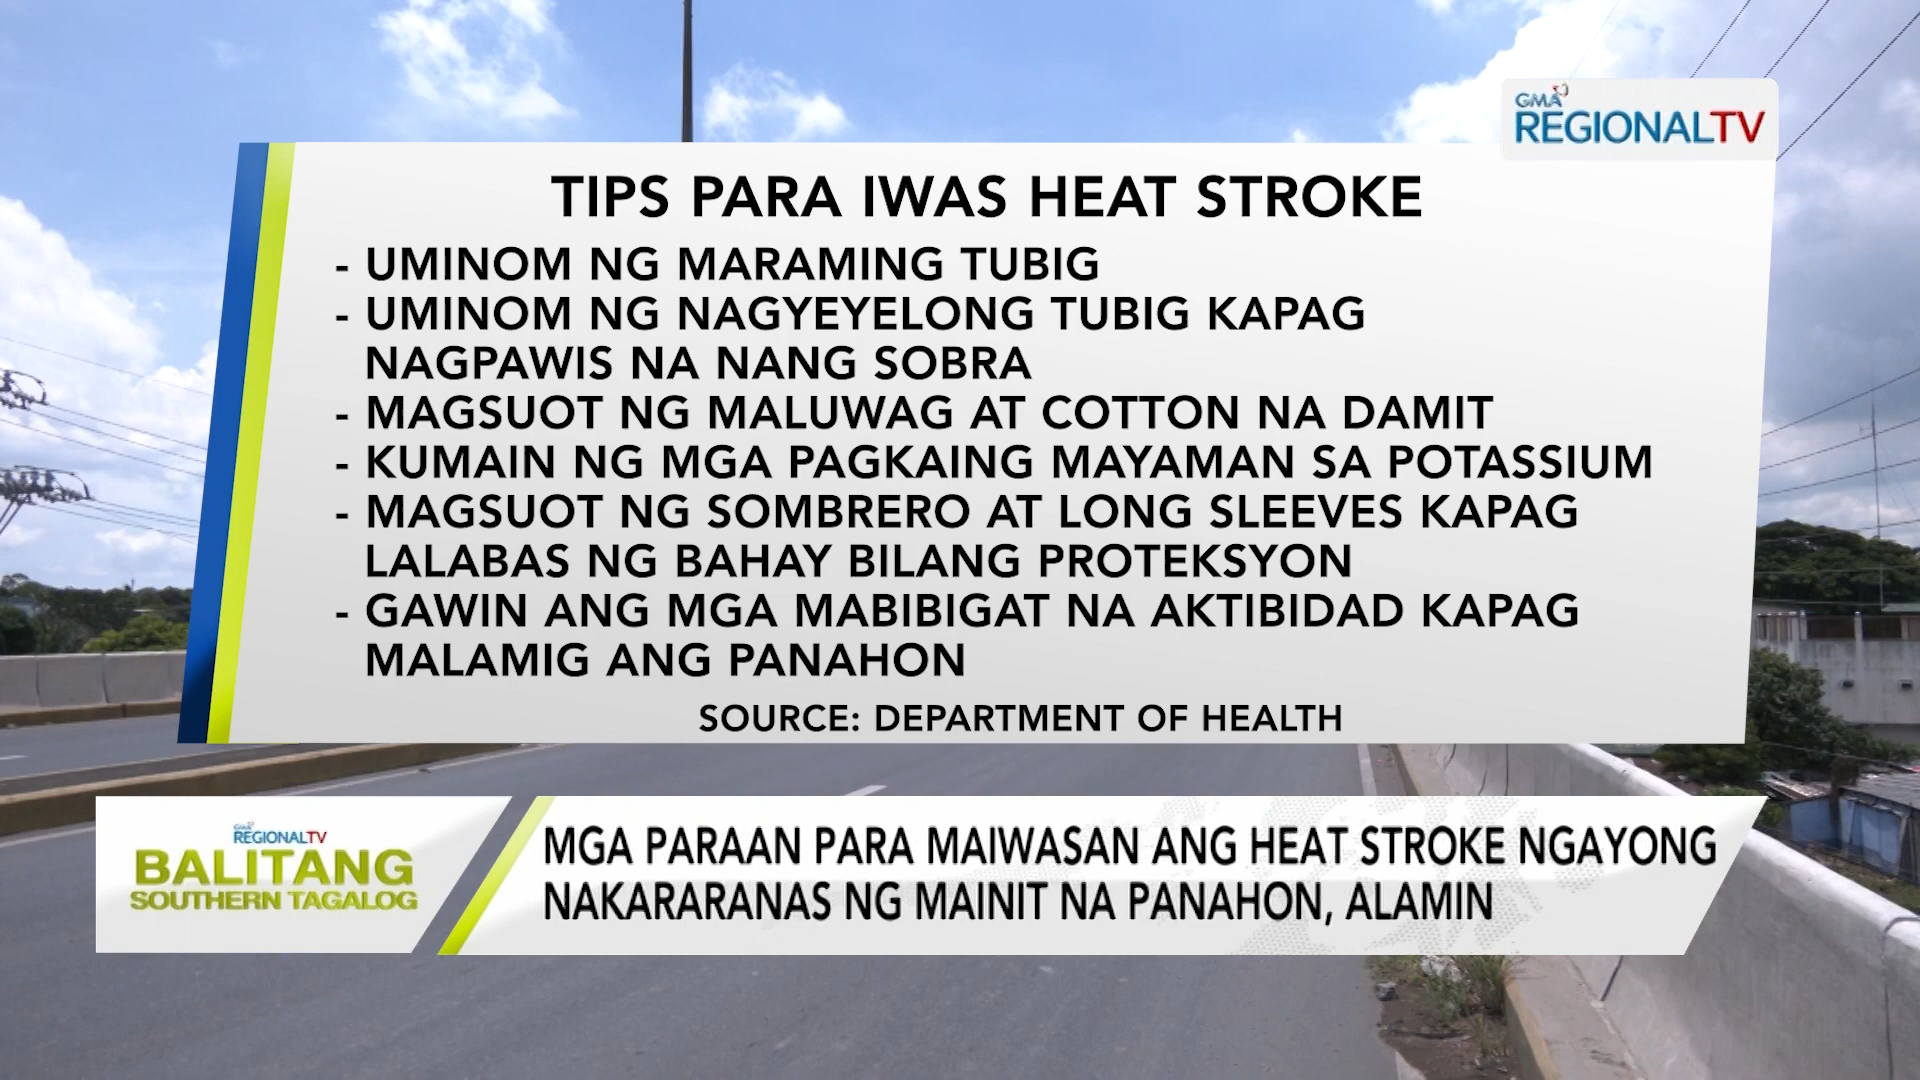 GMA
REGIONALTV
TIPS PARA IWAS HEAT STROKE
- UMINOM NG MARAMING TUBIG
- UMINOM NG NAGYEYELONG TUBIG KAPAG
NAGPAWIS NA NANG SOBRA
- MAGSUOT NG MALUWAG AT COTTON NA DAMIT
- KUMAIN NG MGA PAGKAING MAYAMAN SA POTASSIUM
- MAGSUOT NG SOMBRERO AT LONG SLEEVES KAPAG
LALABAS NG BAHAY BILANG PROTEKSYON
- GAWIN ANG MGA MABIBIGAT NA AKTIBIDAD KAPAG
MALAMIG ANG PANAHON
SOURCE: DEPARTMENT OF HEALTH
GMA
REGIONALTV
BALITANG
SOUTHERN TAGALOG
MGA PARAAN PARA MAIWASAN ANG HEAT STROKE NGAYONG
NAKARARANAS NG MAINIT NA PANAHON, ALAMIN